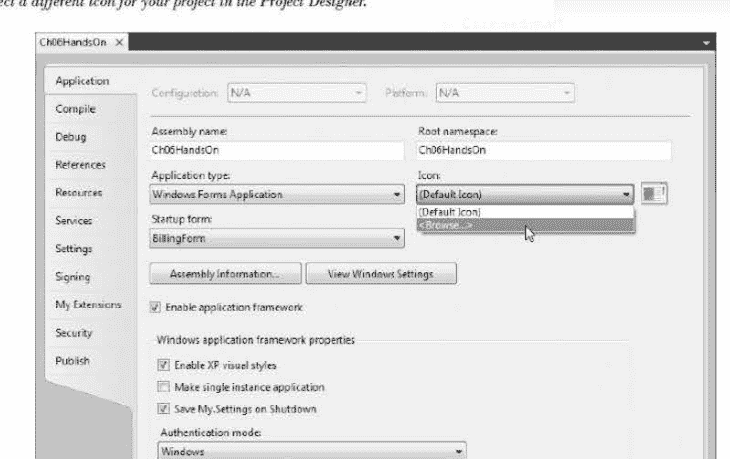 ect a different icon for your project in the Project Designer.
Ch06HandsOn ×
Application
Configuration: N/A Platform: N/A
Compile
Assembly name: Root namespace:
Debug
Ch06HandsOn Ch06HandsOn
References
Application type: Icon:
Resources
Windows Forms Application (Default Icon)
(Default Icon)
Services
Startup form: <Browse...>
BillingForm
Settings
Signing
Assembly Information... View Windows Settings
My Extensions
Enable application framework
Security
Windows application framework properties
Publish
Enable XP visual styles
Make single instance application
Save My.Settings on Shutdown
Authentication mode:
Windows